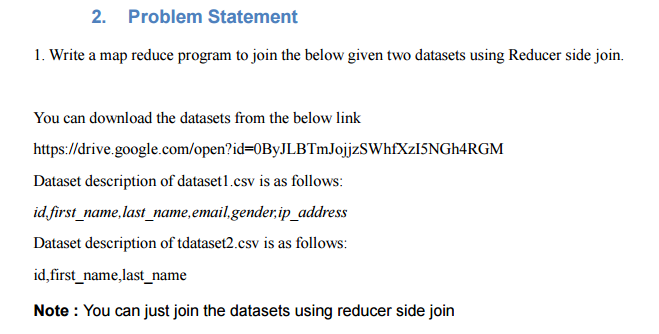 2. Problem Statement
1. Write a map reduce program to join the below given two datasets using Reducer side join.
You can download the datasets from the below link
https://drive.google.com/open?id=0ByJLBTmJojjzSWhfXzI5NGh4RGM
Dataset description of dataset1.csv is as follows:
id,first_name,last_name,email,gender,ip_address
Dataset description of tdataset2.csv is as follows:
id,first_name,last_name
Note : You can just join the datasets using reducer side join